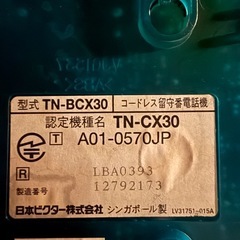 型式 TN-BCX30 コードレス留守番電話機
認定機種名 TN-CX30
T A01-0570JP
R LBA0393
製造番号 12792173
日本ビクター株式会社 シンガポール製 LV31751-015A